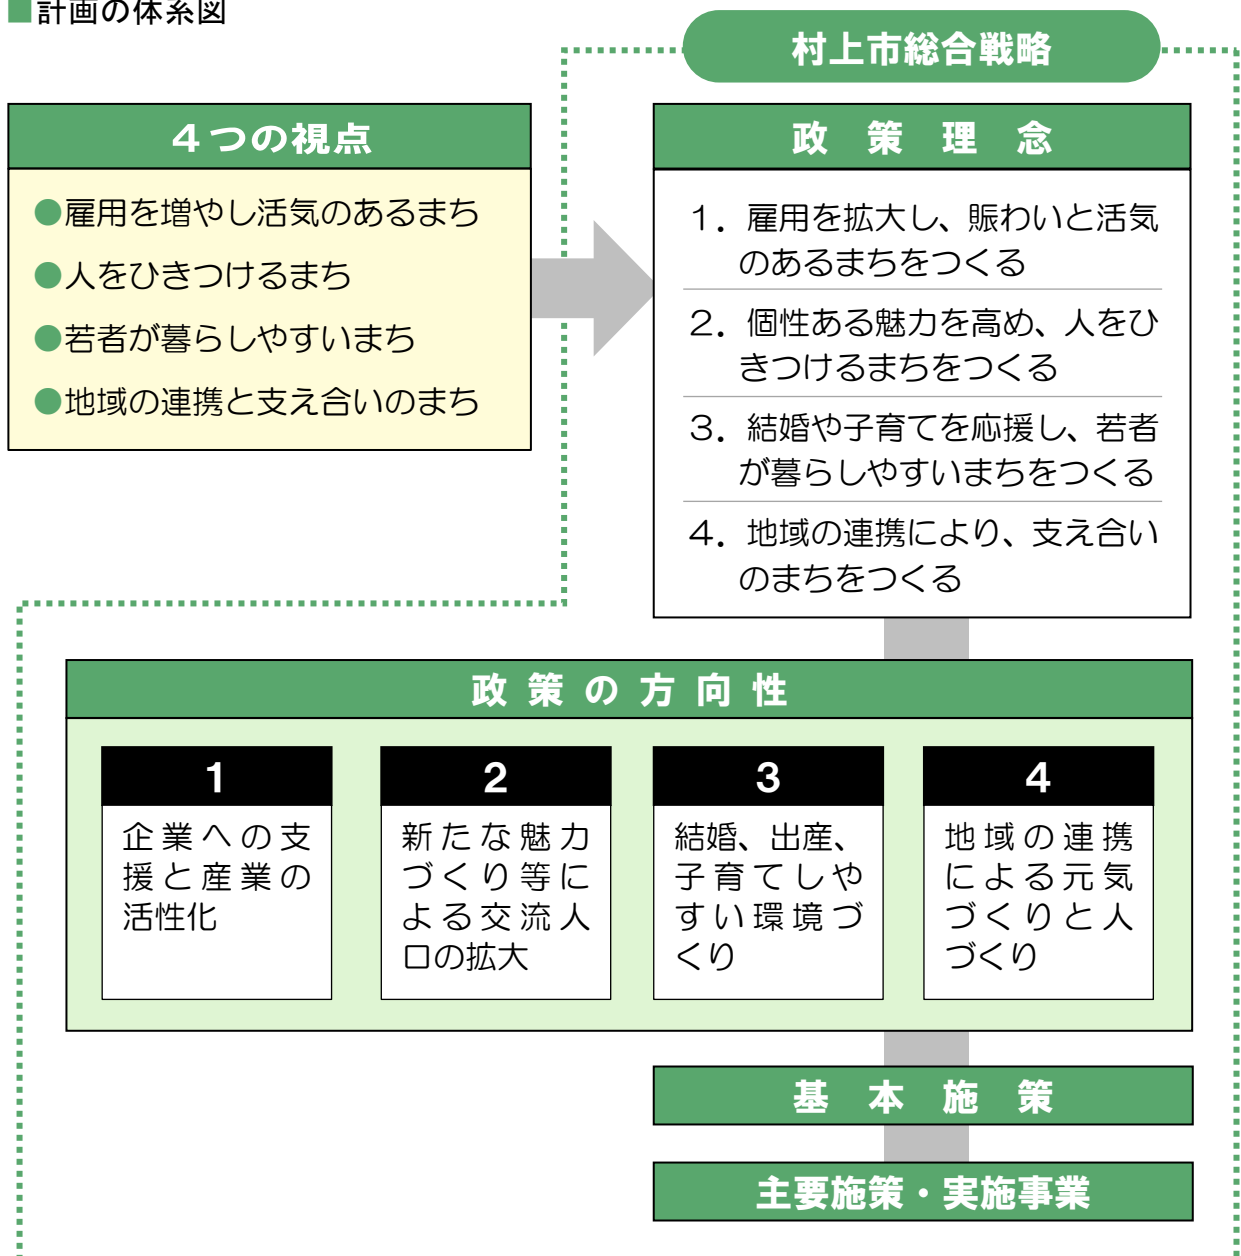 ■計画の体系図
村上市総合戦略
4つの視点
●雇用を増やし活気のあるまち
●人をひきつけるまち
●若者が暮らしやすいまち
●地域の連携と支え合いのまち
政策理念
1．雇用を拡大し、賑わいと活気
のあるまちをつくる
2．個性ある魅力を高め、人をひ
きつけるまちをつくる
3．結婚や子育てを応援し、若者
が暮らしやすいまちをつくる
4．地域の連携により、支え合い
のまちをつくる
政策の方向性
1
企業への支
援と産業の
活性化
2
新たな魅力
づくり等に
よる交流人
口の拡大
3
結婚、出産、
子育てしや
すい環境づ
くり
4
地域の連携
による元気
づくりと人
づくり
基本施策
主要施策・実施事業